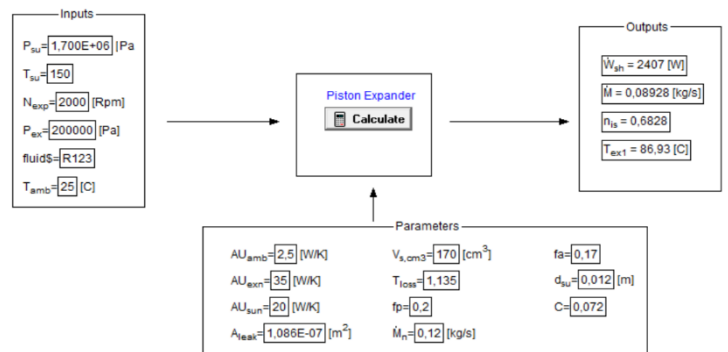 Inputs
P_su=1,700E+06 |Pa
T_su=150
N_exp=2000 [Rpm]
P_ex=200000 [Pa]
fluid$=R123
T_amb=25 [C]
Piston Expander
Calculate
Outputs
Ẇ_sh = 2407 [W]
Ṁ = 0,08928 [kg/s]
n_is = 0,6828
T_ex1 = 86,93 [C]
Parameters
AU_amb=2,5 [W/K]
V_s,cm3=170 [cm³]
fa=0,17
AU_exn=35 [W/K]
T_loss=1,135
d_su=0,012 [m]
AU_sun=20 [W/K]
fp=0,2
C=0,072
A_leak=1,086E-07 [m²]
Ṁ_n=0,12 [kg/s]